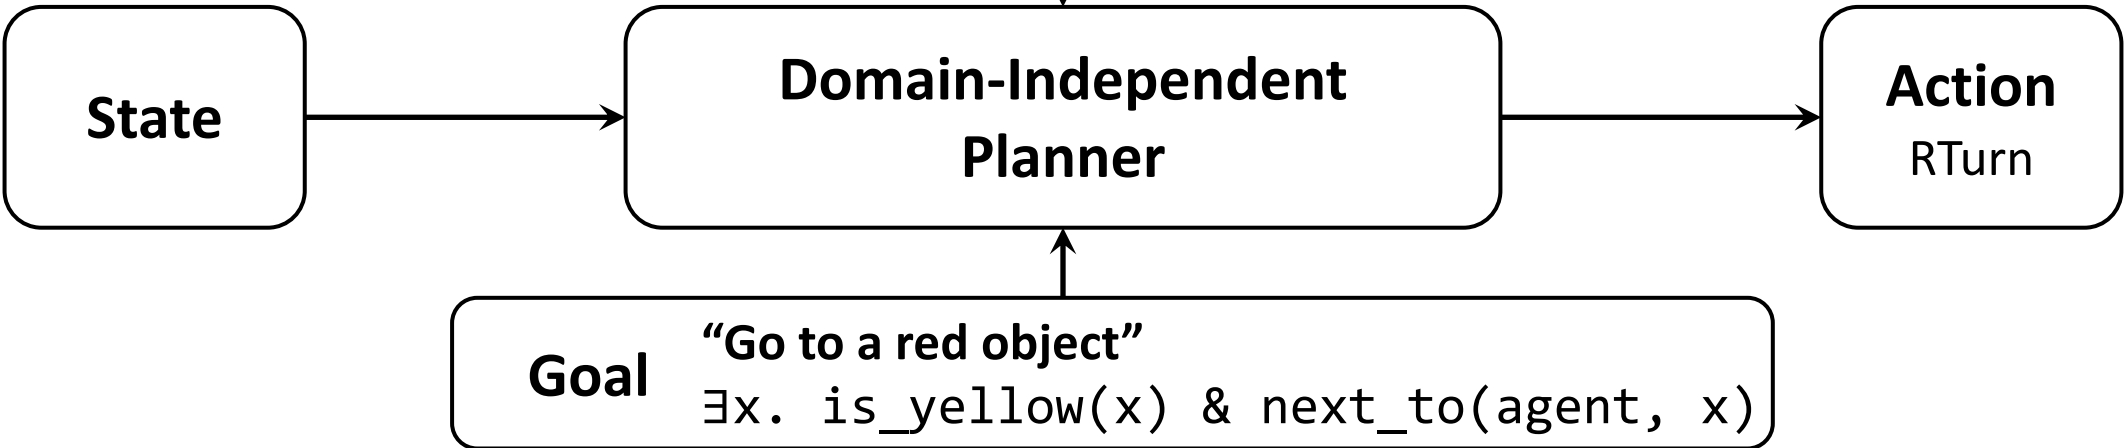 State
Domain-Independent
Planner
Action
RTurn
Goal
“Go to a red object”
∃x. is_yellow(x) & next_to(agent, x)